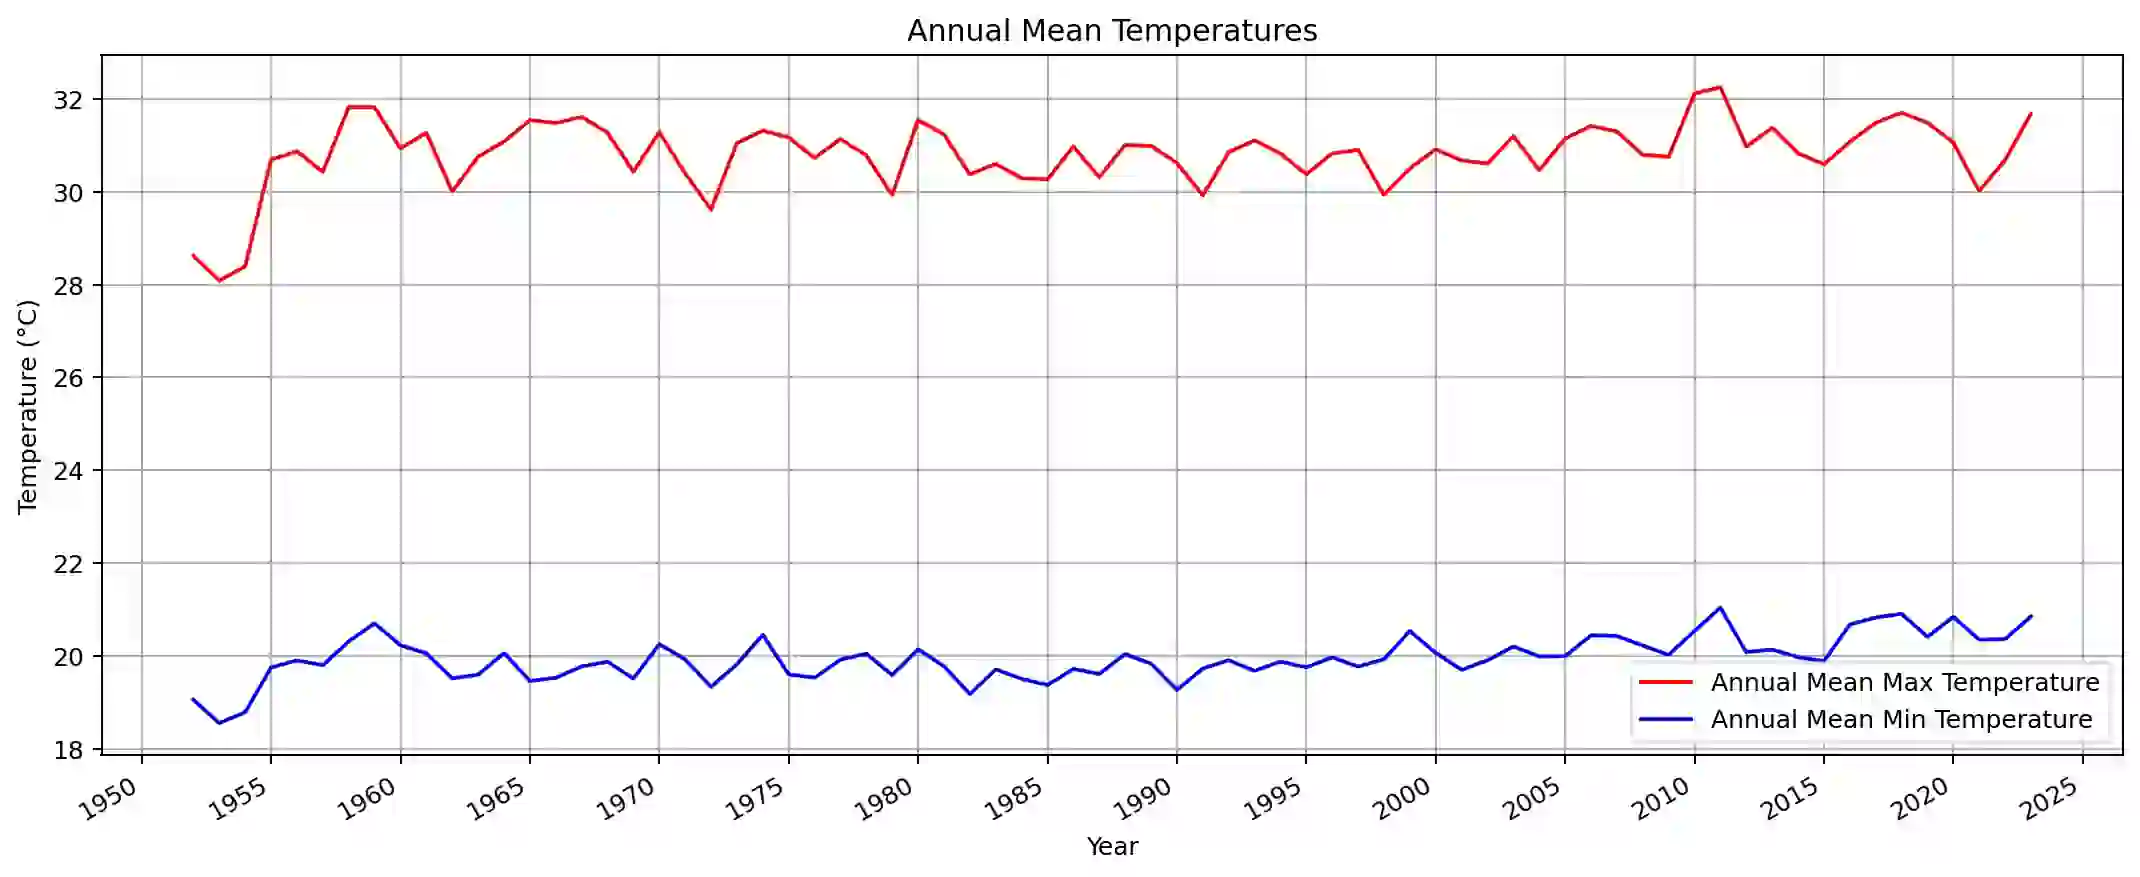 Annual Mean Temperatures
32
30
28
26
24
22
20
18
Temperature (°C)
Annual Mean Max Temperature
Annual Mean Min Temperature
1950 1955 1960 1965 1970 1975 1980 1985 1990 1995 2000 2005 2010 2015 2020 2025
Year